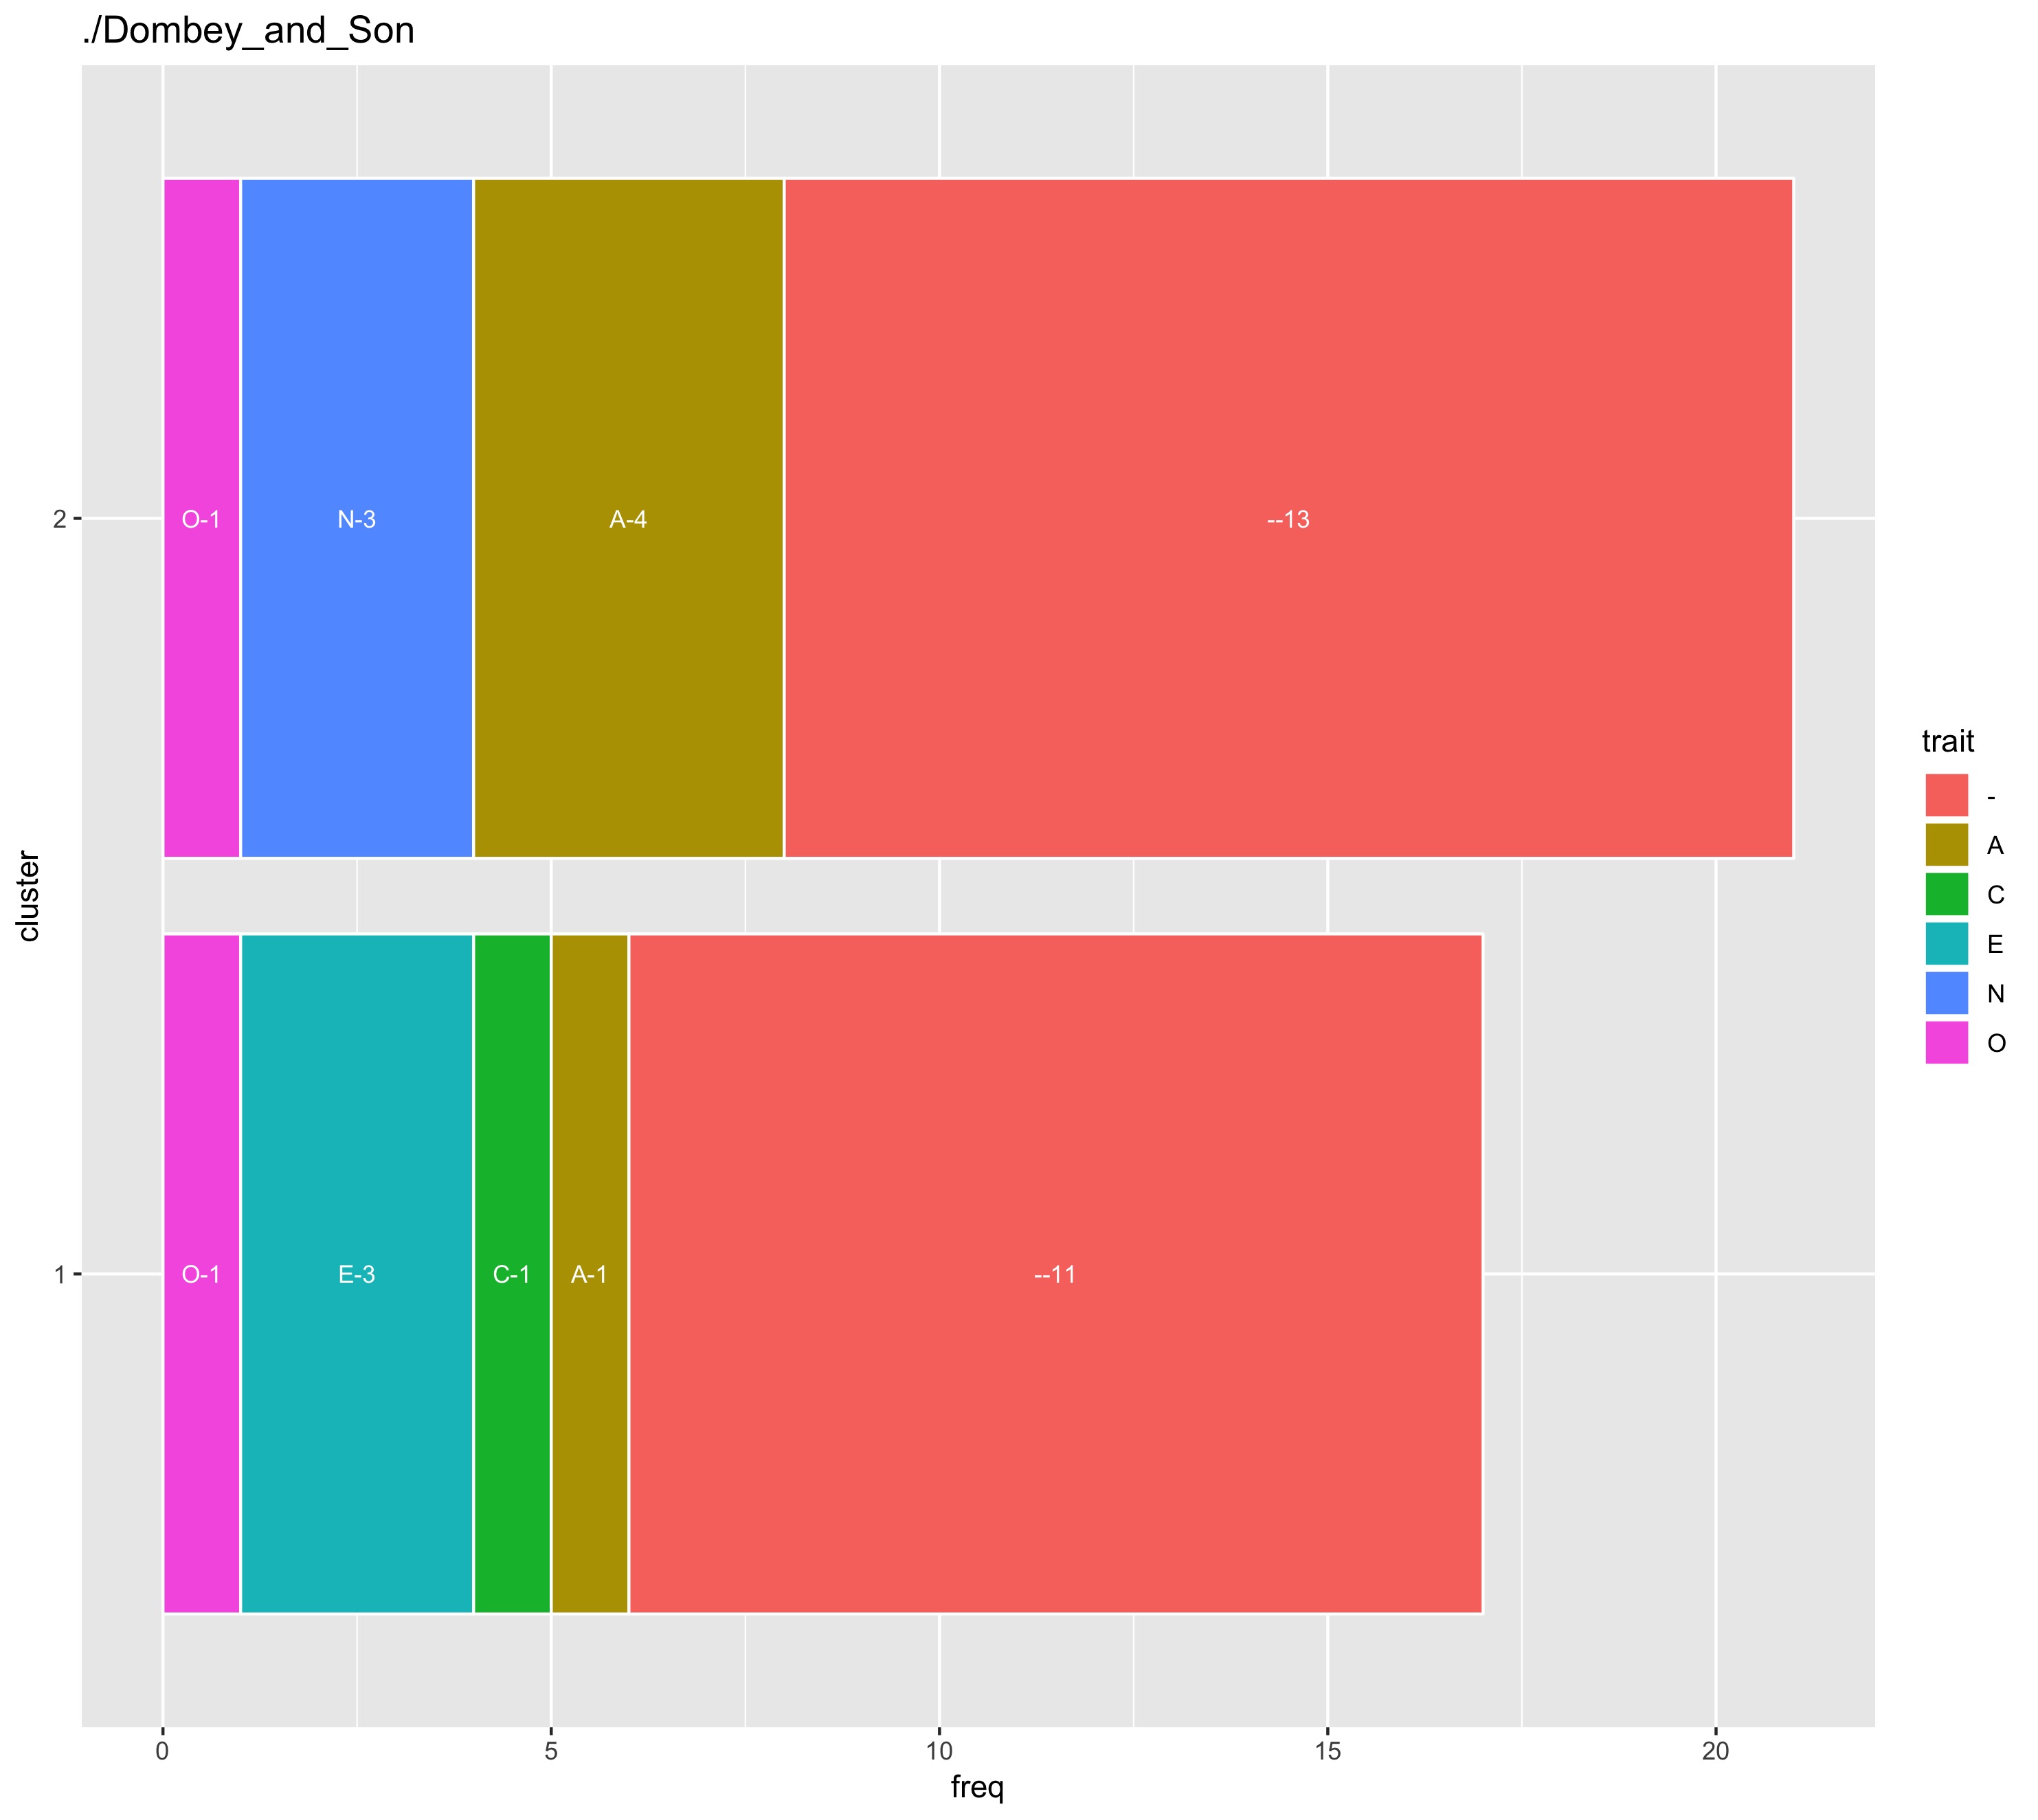 ./Dombey_and_Son
2
O-1 N-3 A-4 --13
cluster
1
O-1 E-3 C-1 A-1 --11
0 5 10 15 20
freq
trait
-
A
C
E
N
O